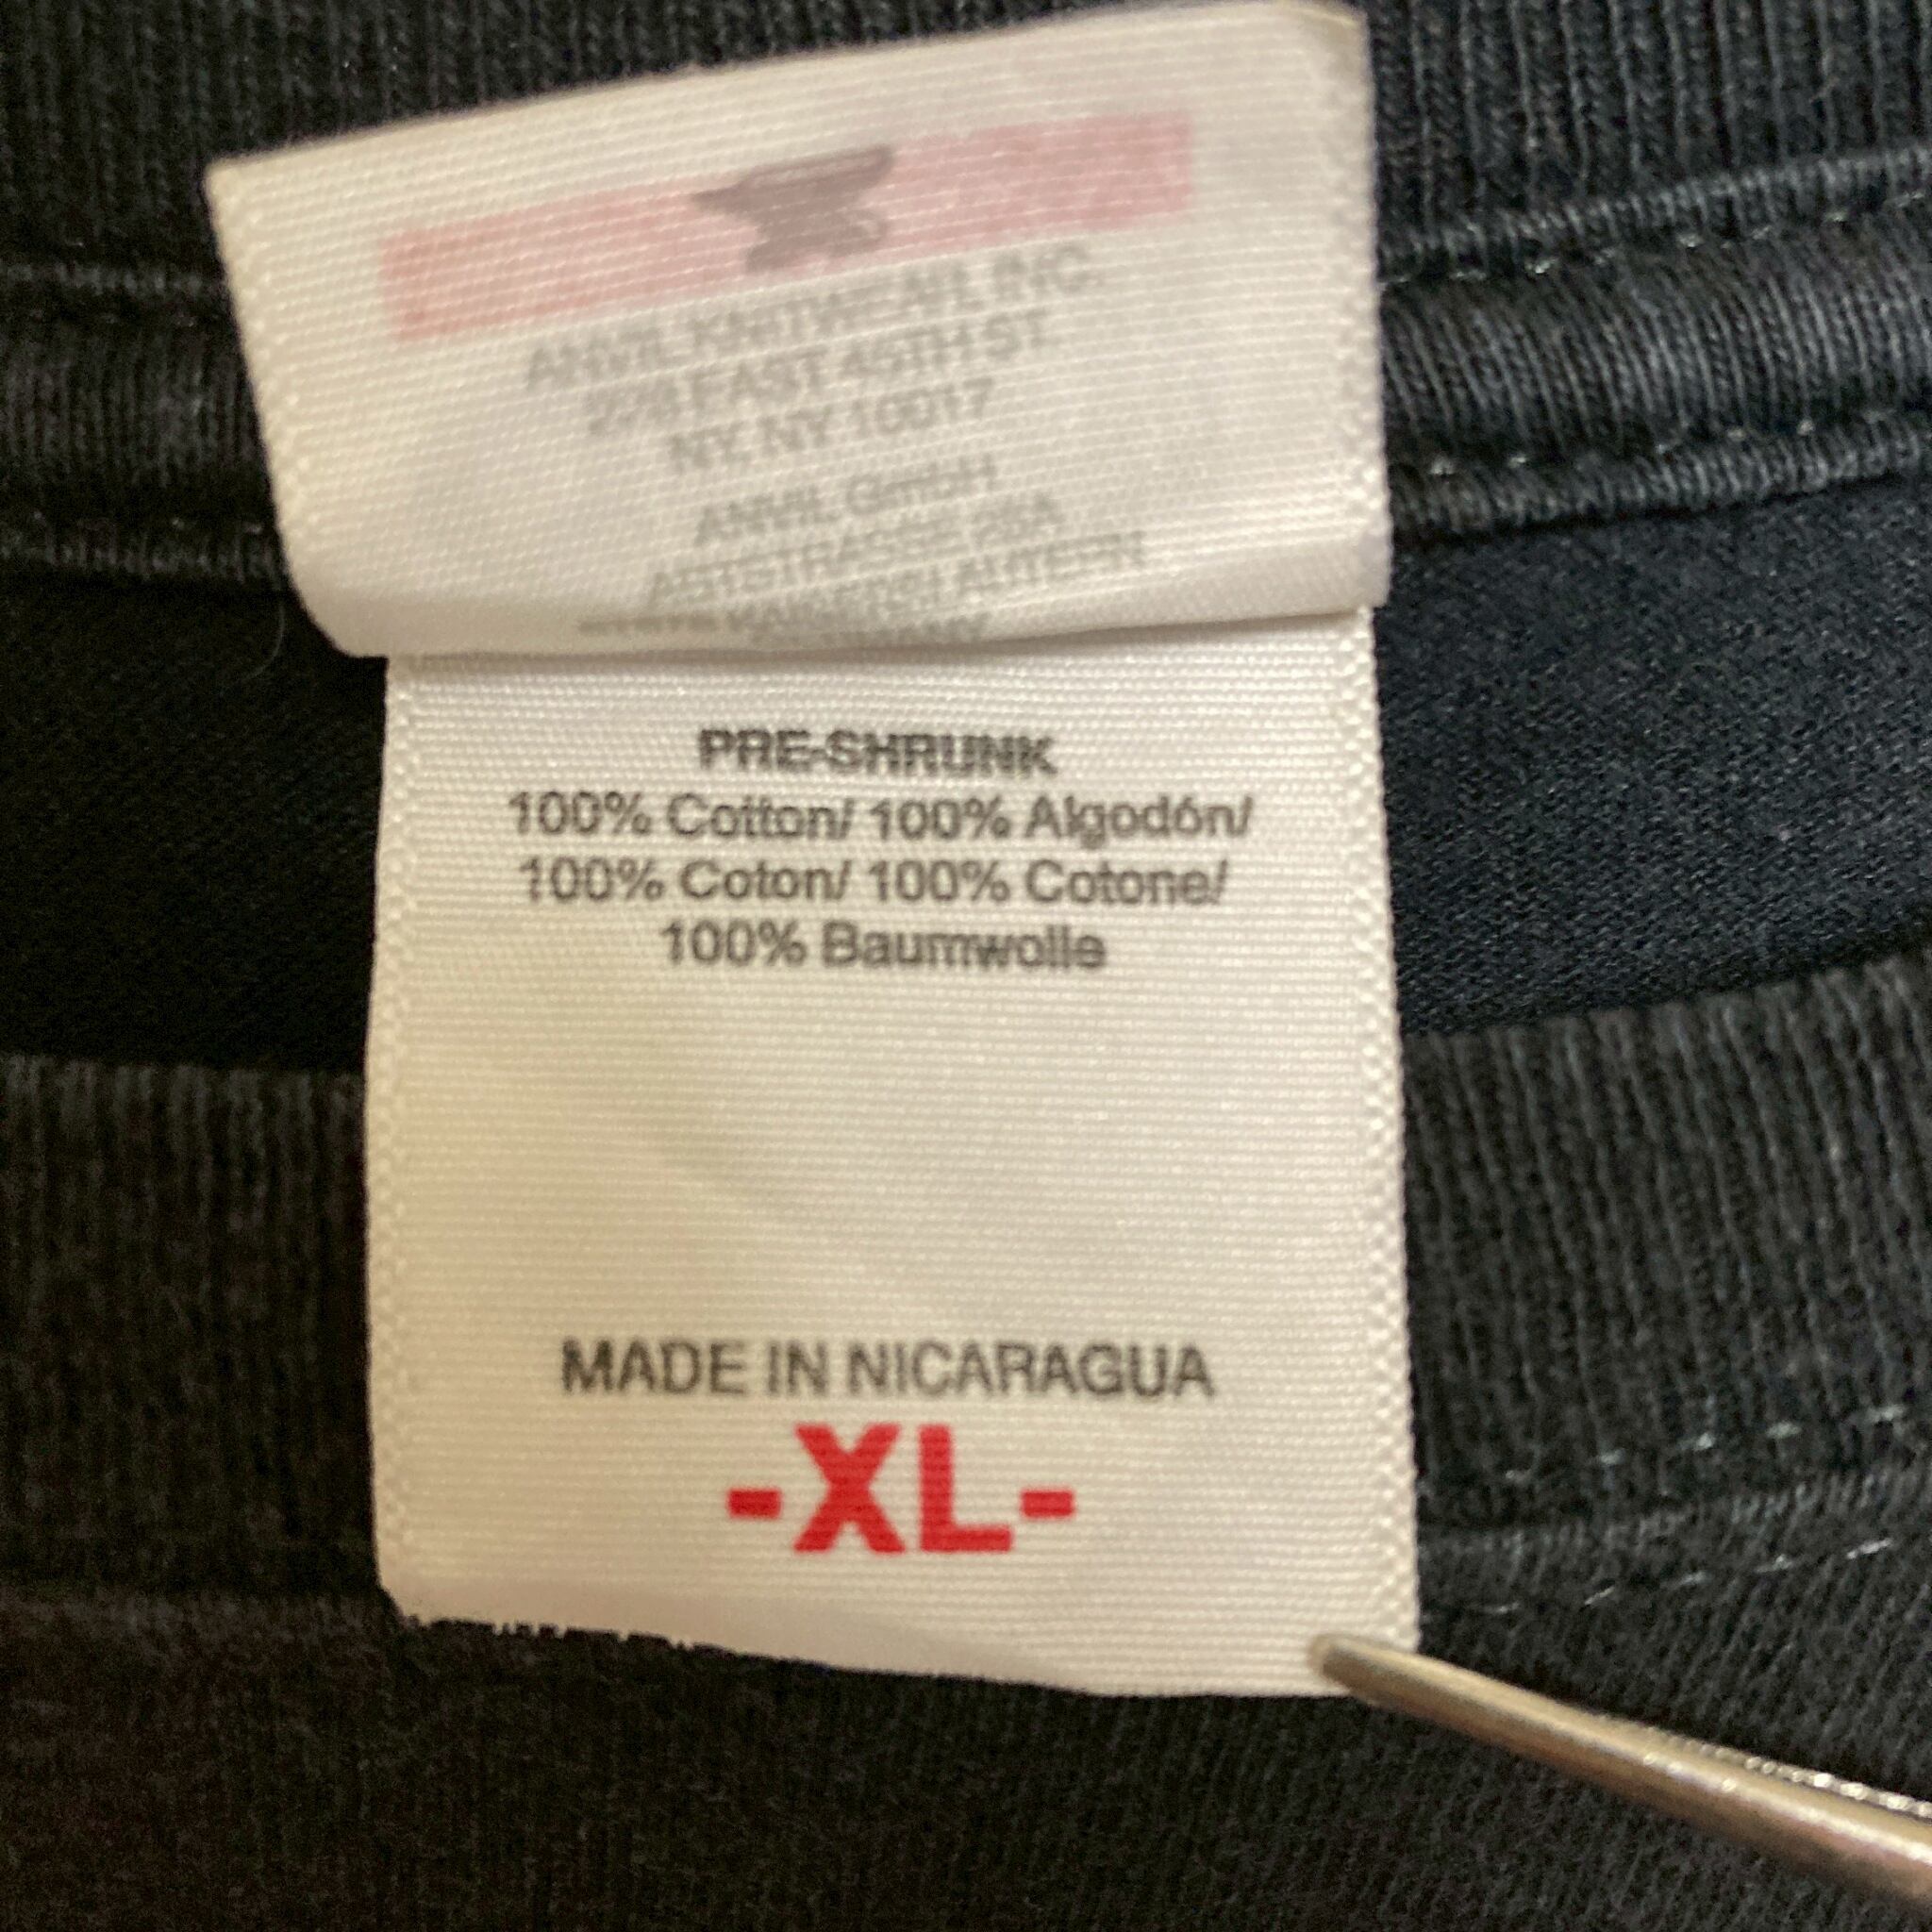 ANVIL KNITWEAR, INC.
228 EAST 45TH ST.
NY, NY 10017
ANVIL GmbH
PRE-SHRUNK
100% Cotton/ 100% Algodón/
100% Coton/ 100% Cotone/
100% Baumwolle
MADE IN NICARAGUA
-XL-